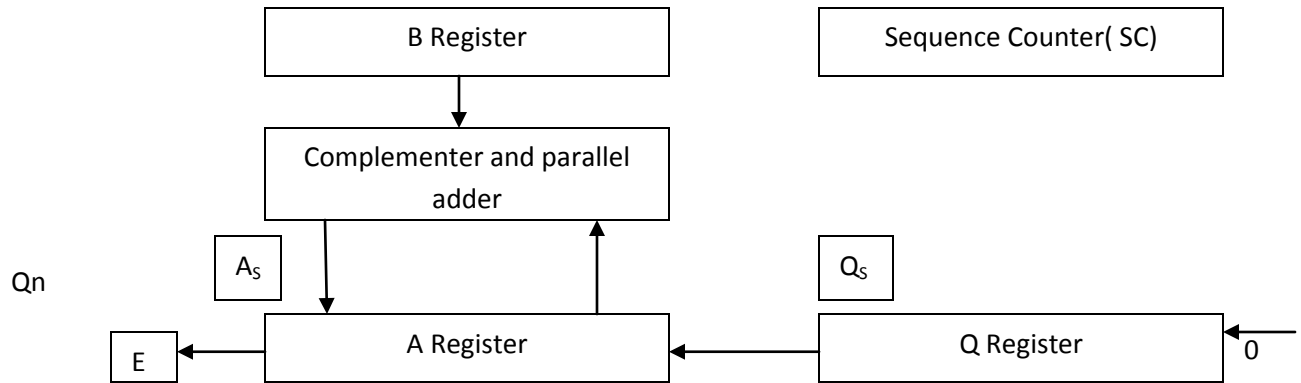 B Register
Sequence Counter( SC)
Complementer and parallel
adder
Qn
AS
QS
E
A Register
Q Register
0